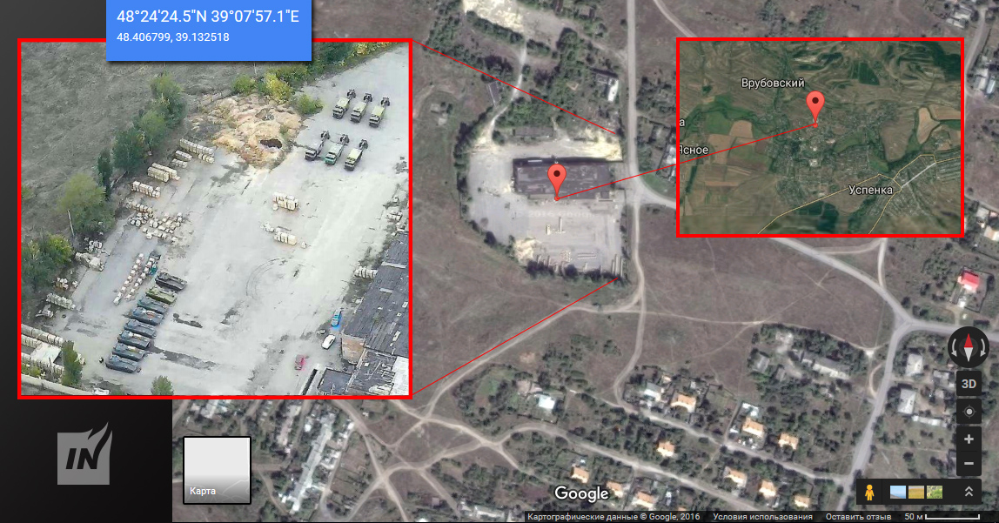 48°24'24.5"N 39°07'57.1"E
48.406799, 39.132518
Врубовский
а
Ясное
Успенка
3D
IN
Карта
Google
Картографические данные © Google, 2016 Условия использования Оставить отзыв 50 м